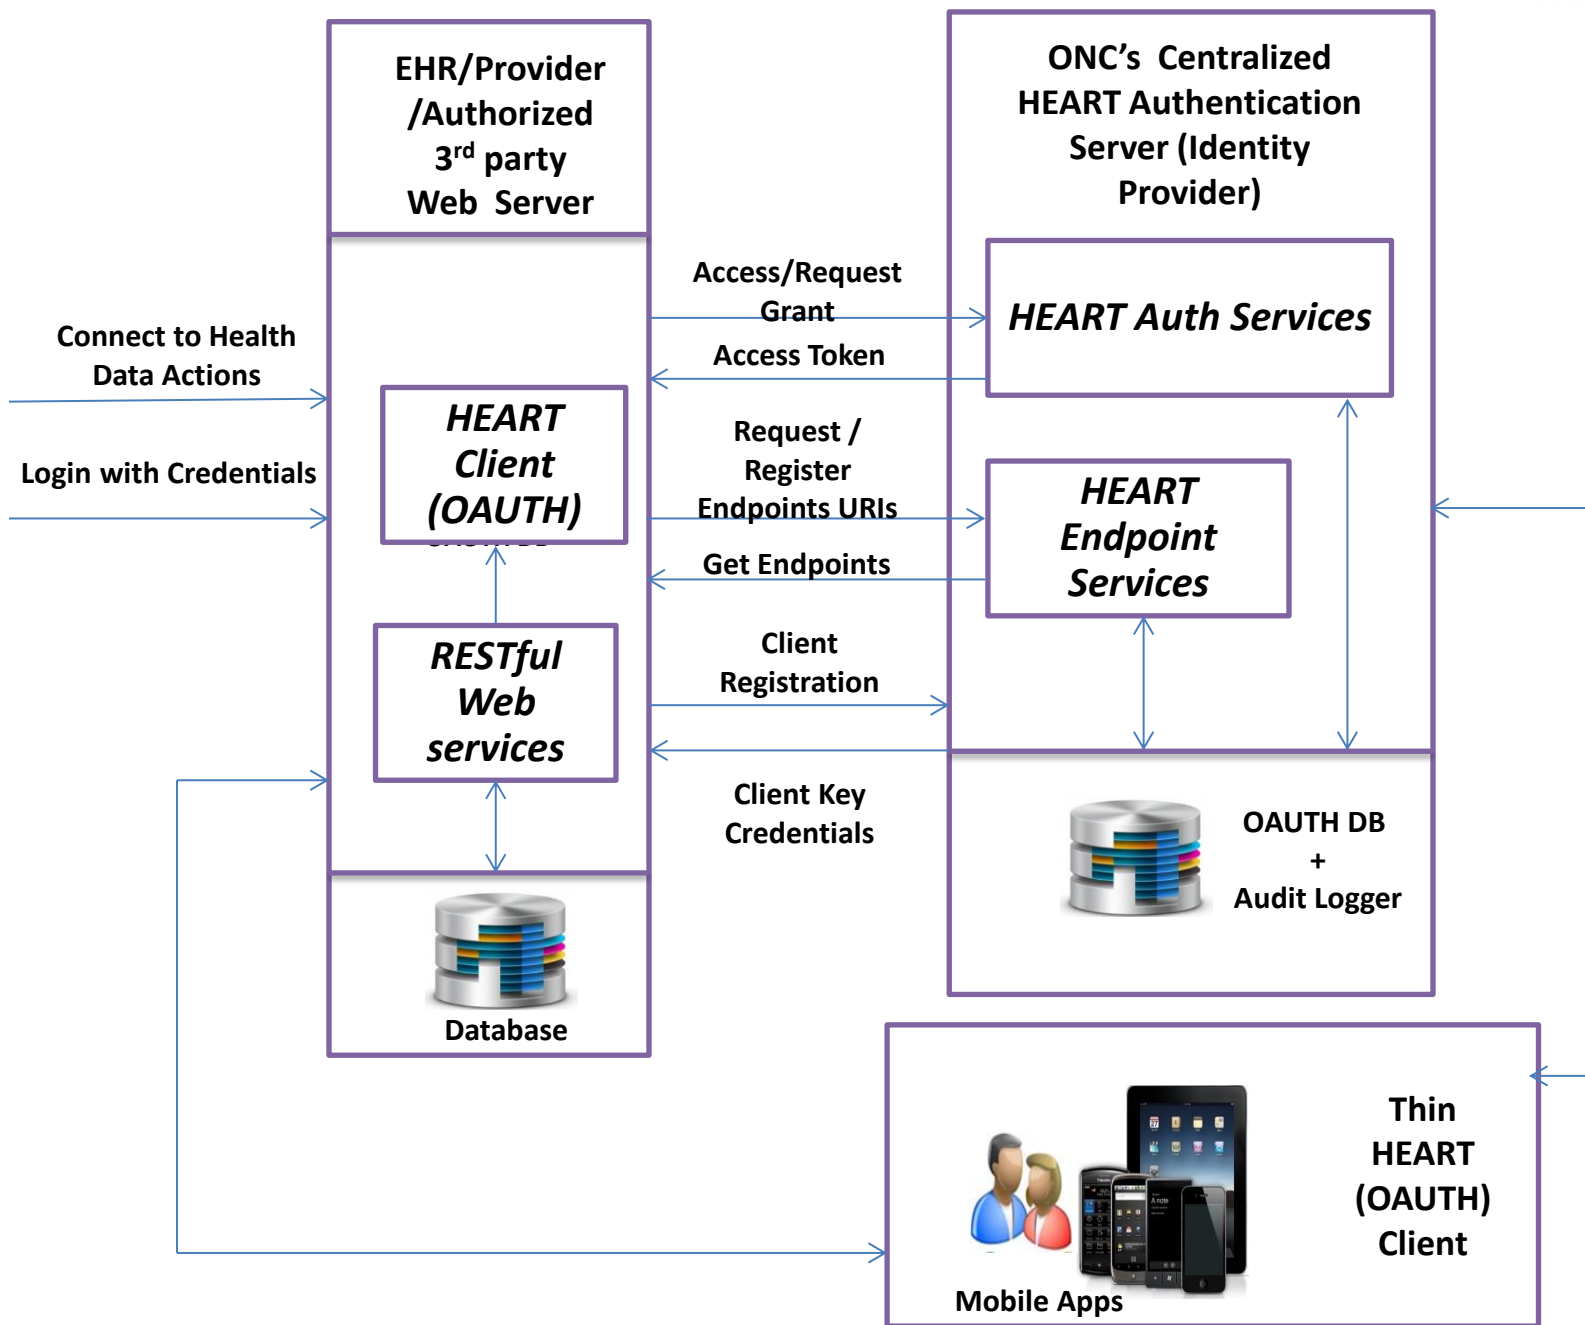 EHR/Provider
/Authorized
3rd party
Web Server
ONC's Centralized
HEART Authentication
Server (Identity
Provider)
Connect to Health
Data Actions
Login with Credentials
HEART
Client
(OAUTH)
RESTful
Web
services
Database
Access/Request
Grant
Access Token
Request /
Register
Endpoints URIs
Get Endpoints
Client
Registration
Client Key
Credentials
HEART Auth Services
HEART
Endpoint
Services
OAUTH DB
+
Audit Logger
Mobile Apps
Thin
HEART
(OAUTH)
Client